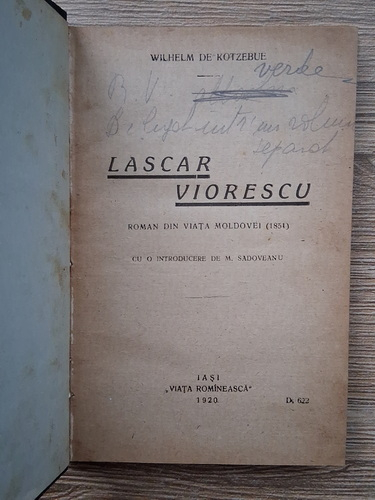 WILHELM DE KOTZEBUE
verde
B. V.
separat
LASCAR
VIORESCU
ROMAN DIN VIAȚA MOLDOVEI (1851)
CU O INTRODUCERE DE M. SADOVEANU
IAȘI
„VIAȚA ROMÎNEASCĂ”
1920
D. 622